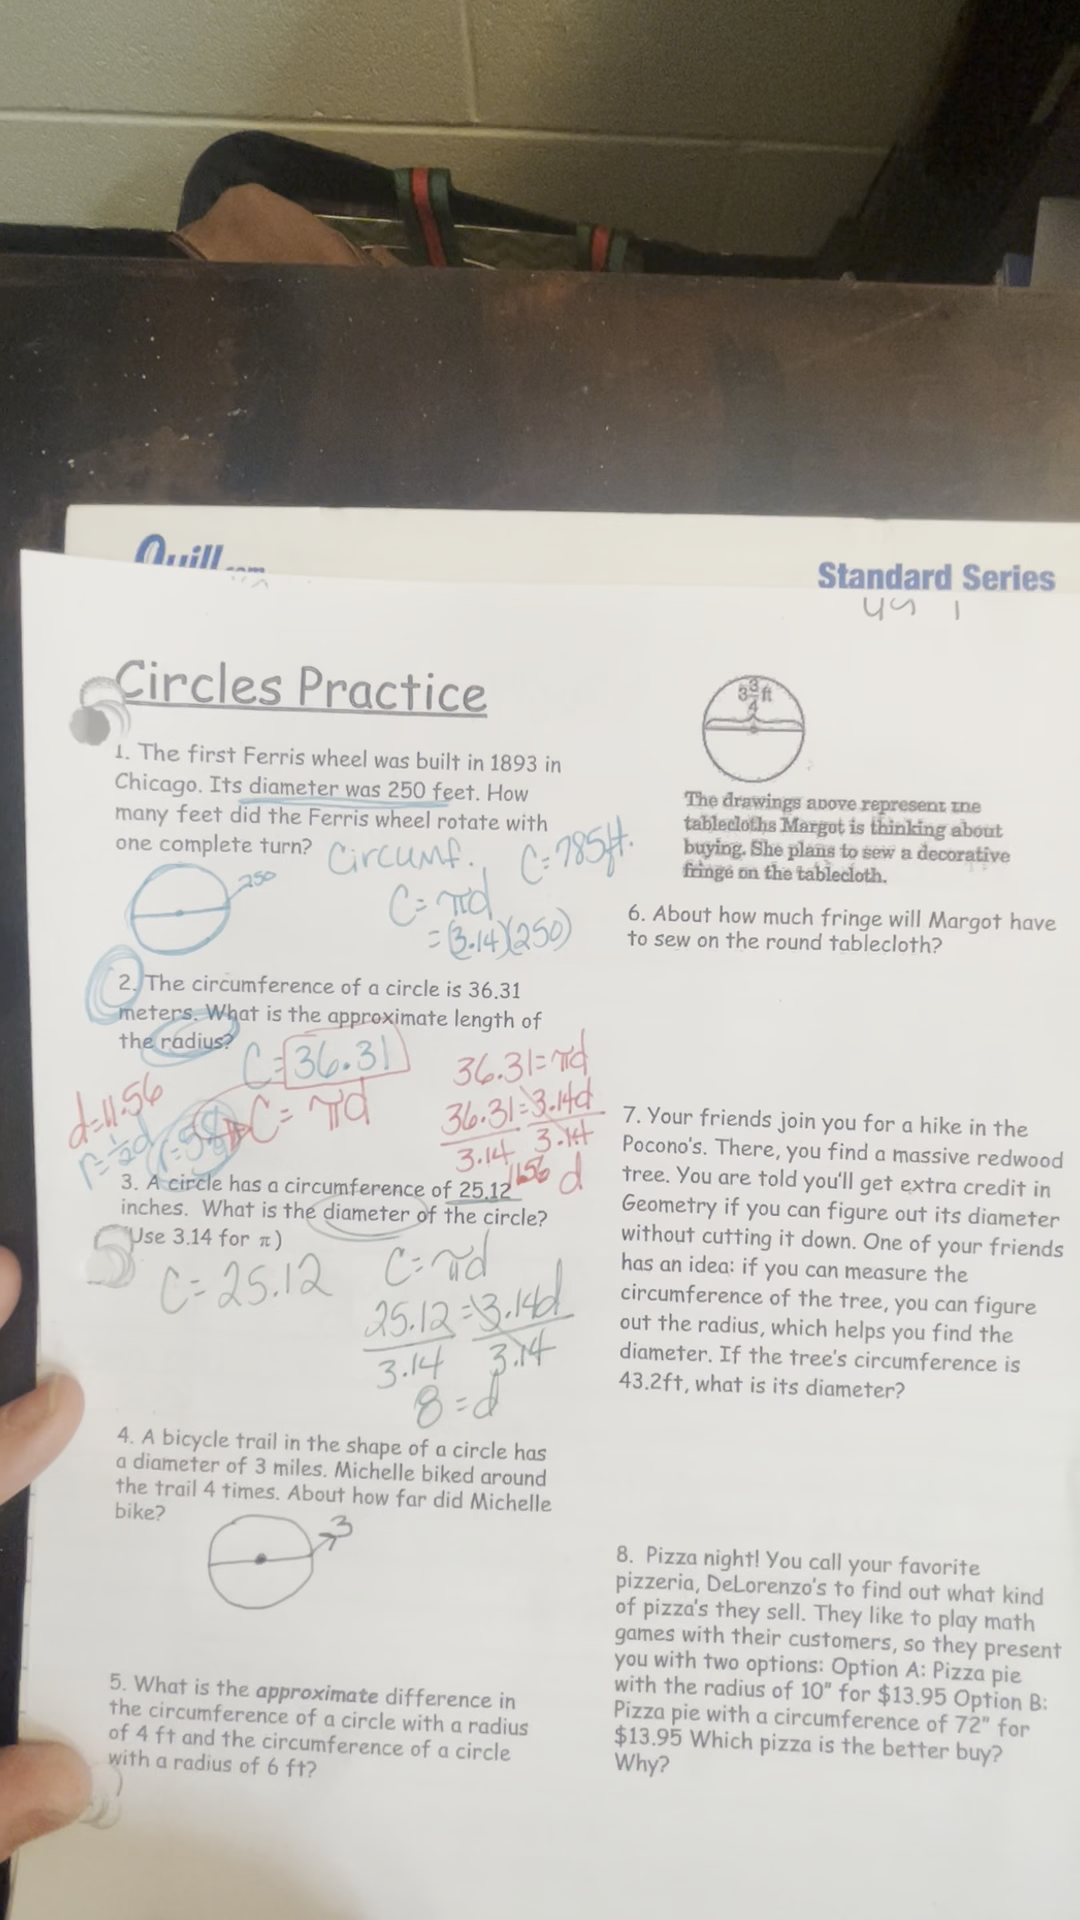 Quill.com
Standard Series
Circles Practice
1. The first Ferris wheel was built in 1893 in
Chicago. Its diameter was 250 feet. How
many feet did the Ferris wheel rotate with
one complete turn? Circumf. C=785ft.
250
C=πd
=(3.14)(250)
2. The circumference of a circle is 36.31
meters. What is the approximate length of
the radius?
C=36.31
C=πd
36.31=πd
36.31=3.14d
3.14 3.14
11.56 d
d=11.56
r=½d
3. A circle has a circumference of 25.12
inches. What is the diameter of the circle?
Use 3.14 for π)
C=25.12
C=πd
25.12=3.14d
3.14 3.14
8=d
4. A bicycle trail in the shape of a circle has
a diameter of 3 miles. Michelle biked around
the trail 4 times. About how far did Michelle
bike?
3
5. What is the approximate difference in
the circumference of a circle with a radius
of 4 ft and the circumference of a circle
with a radius of 6 ft?
3 3/4 ft
The drawings above represent the
tablecloths Margot is thinking about
buying. She plans to sew a decorative
fringe on the tablecloth.
6. About how much fringe will Margot have
to sew on the round tablecloth?
7. Your friends join you for a hike in the
Pocono's. There, you find a massive redwood
tree. You are told you'll get extra credit in
Geometry if you can figure out its diameter
without cutting it down. One of your friends
has an idea: if you can measure the
circumference of the tree, you can figure
out the radius, which helps you find the
diameter. If the tree's circumference is
43.2ft, what is its diameter?
8. Pizza night! You call your favorite
pizzeria, DeLorenzo's to find out what kind
of pizza's they sell. They like to play math
games with their customers, so they present
you with two options: Option A: Pizza pie
with the radius of 10" for $13.95 Option B:
Pizza pie with a circumference of 72" for
$13.95 Which pizza is the better buy?
Why?